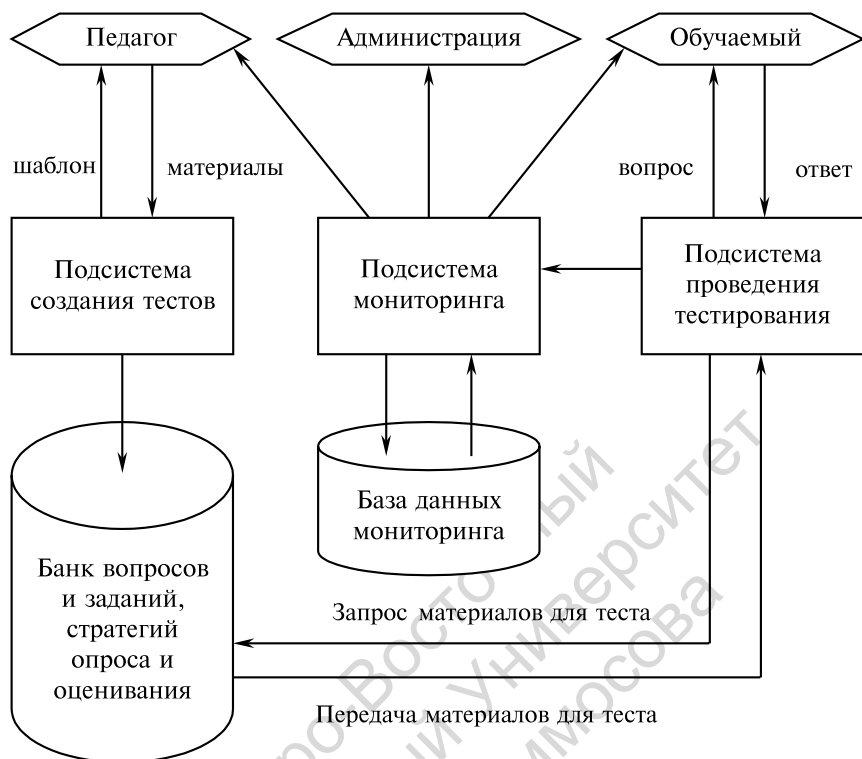 Педагог
Администрация
Обучаемый
шаблон
материалы
вопрос
ответ
Подсистема
создания тестов
Подсистема
мониторинга
Подсистема
проведения
тестирования
База данных
мониторинга
Банк вопросов
и заданий,
стратегий
опроса и
оценивания
Запрос материалов для теста
Передача материалов для теста
Университет